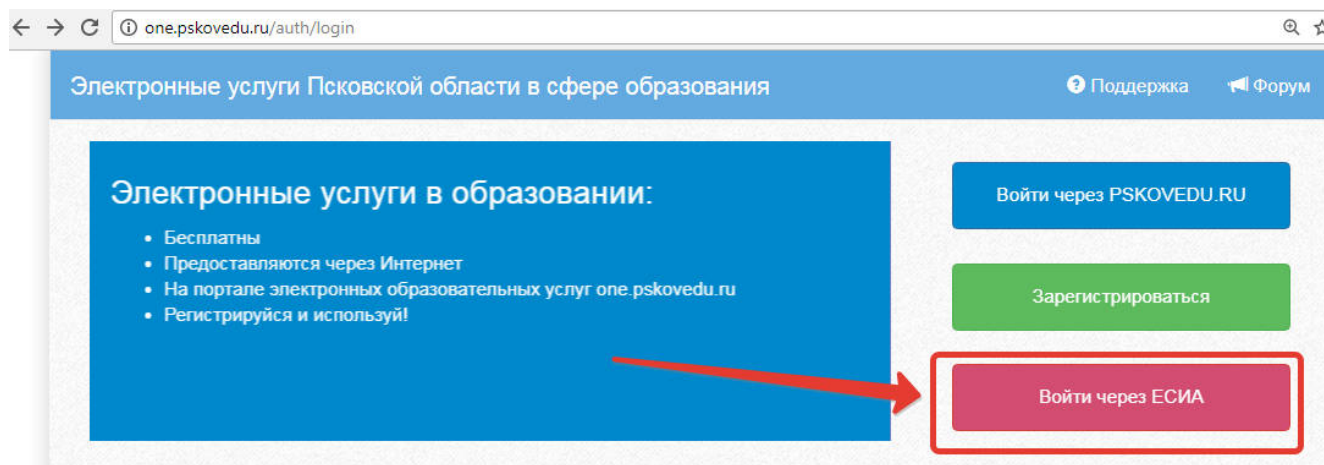 one.pskovedu.ru/auth/login
Электронные услуги Псковской области в сфере образования
Поддержка
Форум
Электронные услуги в образовании:
• Бесплатны
• Предоставляются через Интернет
• На портале электронных образовательных услуг one.pskovedu.ru
• Регистрируйся и используй!
Войти через PSKOVEDU.RU
Зарегистрироваться
Войти через ЕСИА